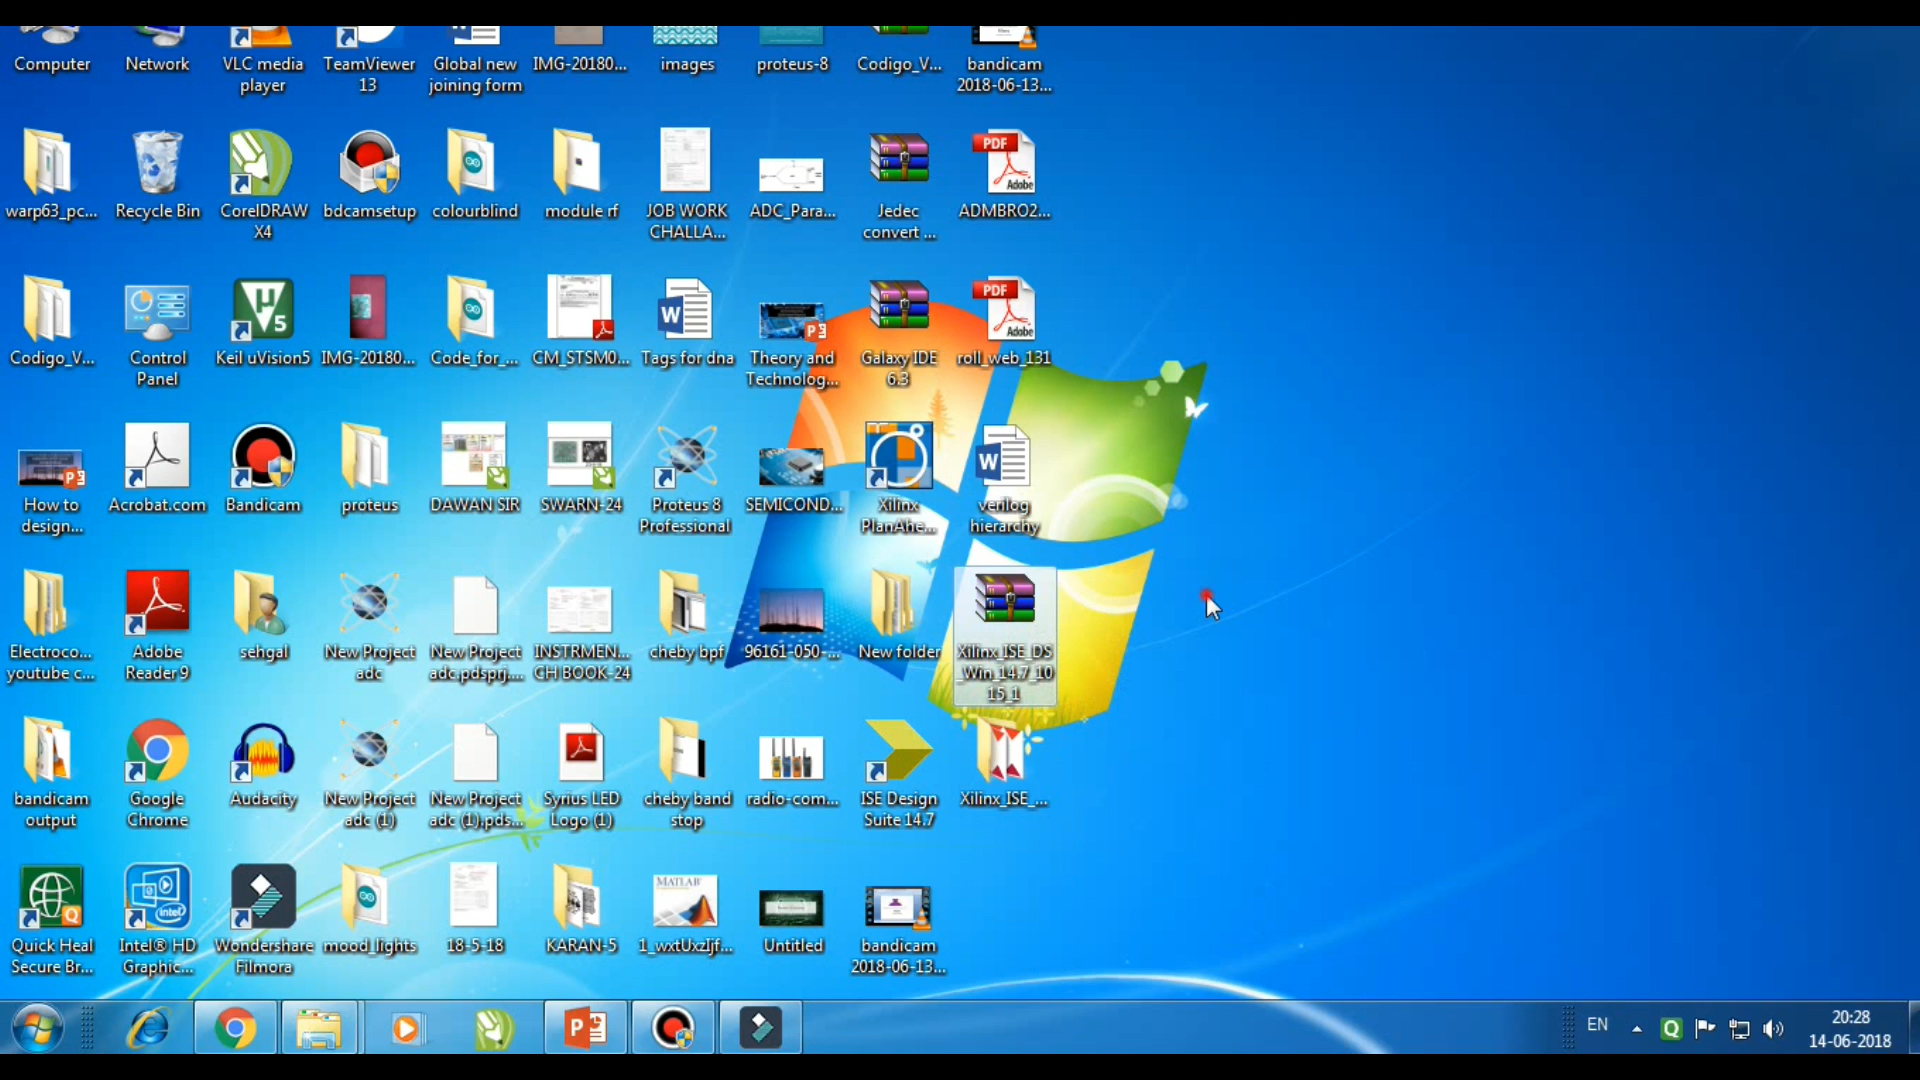 Computer
Network
VLC media
player
TeamViewer
13
Global new
joining form
IMG-20180...
images
proteus-8
Codigo_V...
bandicam
2018-06-13...
warp63_pc...
Recycle Bin
CorelDRAW
X4
bdcamsetup
colourblind
module rf
JOB WORK
CHALLA...
ADC_Para...
Jedec
convert ...
PDF
Adobe
ADMBRO2...
Codigo_V...
Control
Panel
Keil uVision5
IMG-20180...
Code_for_...
CM_STSM0...
Tags for dna
Theory and
Technolog...
Galaxy IDE
6.3
PDF
Adobe
roll_web_131
How to
design...
Acrobat.com
Bandicam
proteus
DAWAN SIR
SWARN-24
Proteus 8
Professional
SEMICOND...
Xilinx
PlanAhe...
verilog
hierarchy
Electroco...
youtube c...
Adobe
Reader 9
sehgal
New Project
adc
New Project
adc.pdsprj....
INSTRMEN...
CH BOOK-24
cheby bpf
96161-050-...
New folder
Xilinx_ISE_DS
_Win_14.7_10
15_1
bandicam
output
Google
Chrome
Audacity
New Project
adc (1)
New Project
adc (1).pds...
Syrius LED
Logo (1)
cheby band
stop
radio-com...
ISE Design
Suite 14.7
Xilinx_ISE_...
Quick Heal
Secure Br...
intel
Intel® HD
Graphic...
Wondershare
Filmora
mood_lights
18-5-18
KARAN-5
MATLAB
1_wxtUxzIjf...
Untitled
bandicam
2018-06-13...
EN
20:28
14-06-2018